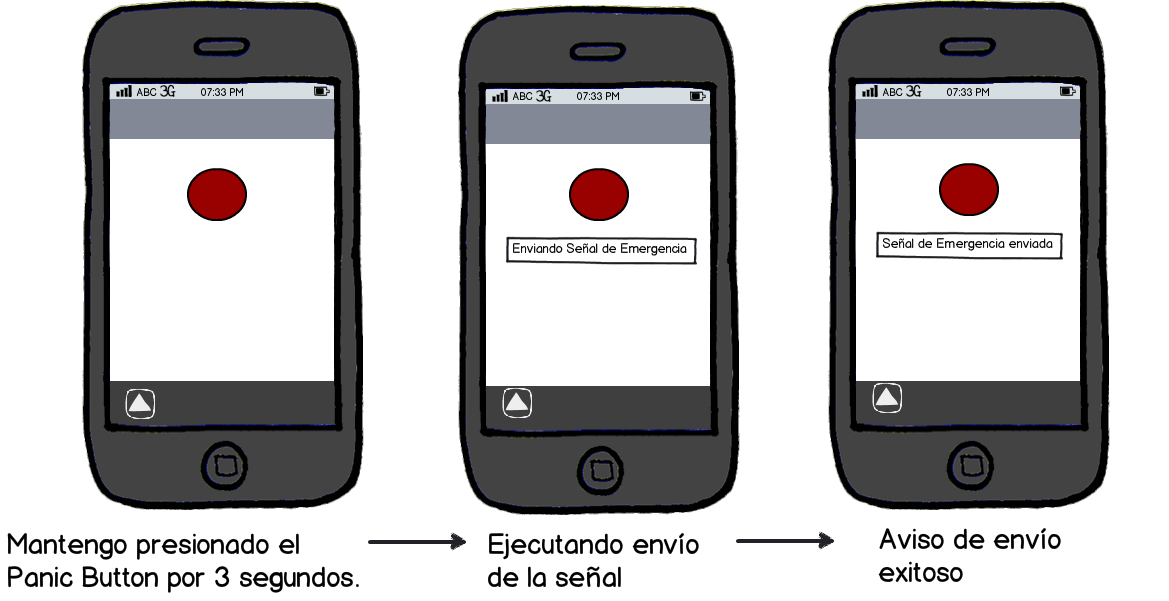 ABC 3G 07:33 PM
ABC 3G 07:33 PM
ABC 3G 07:33 PM
Enviando Señal de Emergencia
Señal de Emergencia enviada
Mantengo presionado el
Panic Button por 3 segundos.
Ejecutando envío
de la señal
Aviso de envío
exitoso